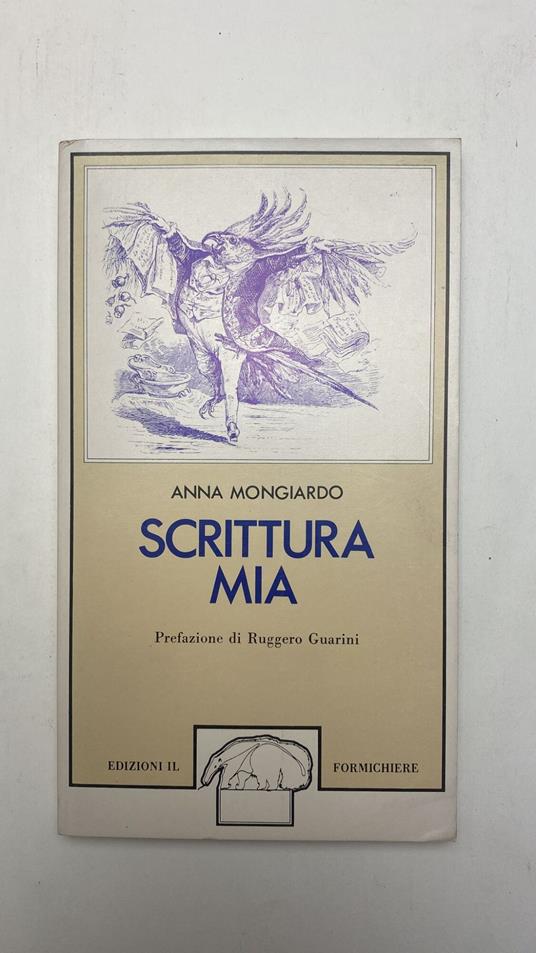 ANNA MONGIARDO
SCRITTURA
MIA
Prefazione di Ruggero Guarini
EDIZIONI IL FORMICHIERE